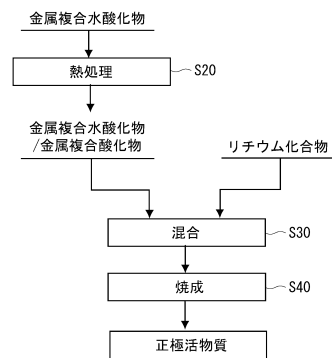 金属複合水酸化物
熱処理
S20
金属複合水酸化物
/金属複合酸化物
リチウム化合物
混合
S30
焼成
S40
正極活物質